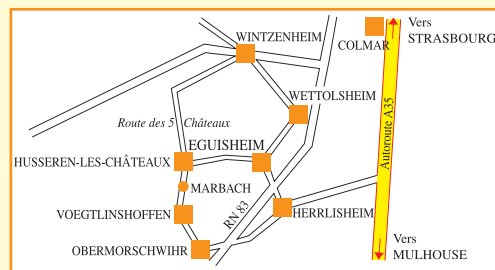 Vers
STRASBOURG
WINTZENHEIM
COLMAR
WETTOLSHEIM
Route des 5 Châteaux
Autoroute A35
EGUISHEIM
HUSSEREN-LES-CHÂTEAUX
MARBACH
VOEGTLINSHOFFEN
RN 83
HERRLISHEIM
OBERMORSCHWIHR
Vers
MULHOUSE